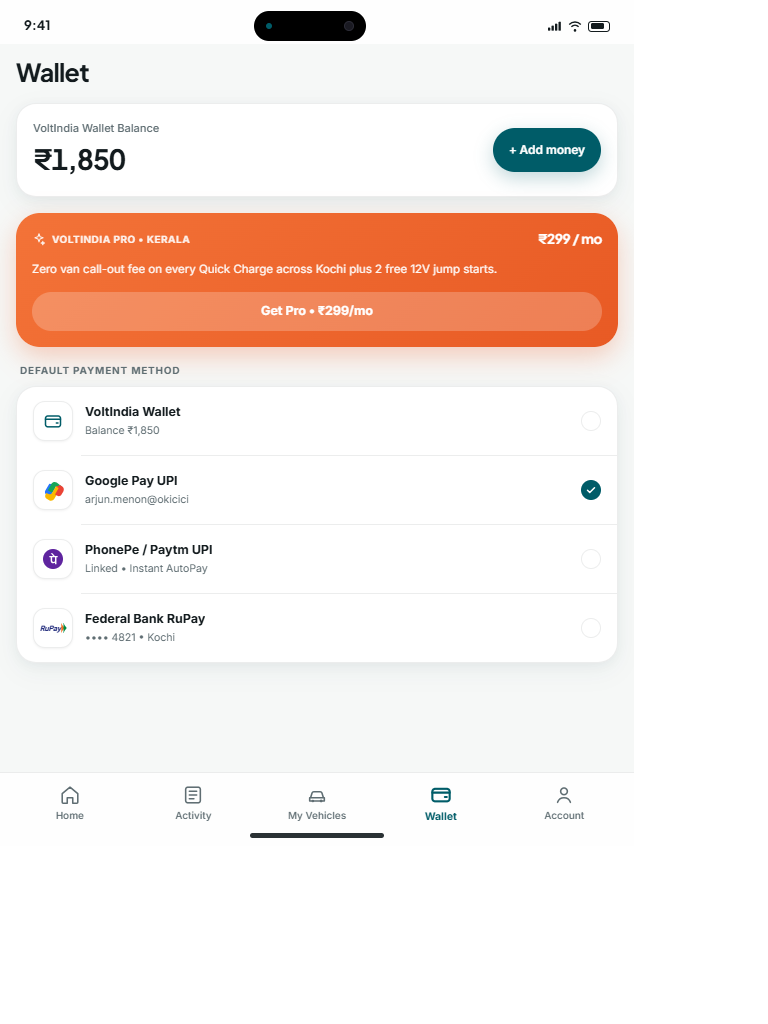 9:41
Wallet
VoltIndia Wallet Balance
₹1,850
+ Add money
VOLTINDIA PRO • KERALA
₹299 / mo
Zero van call-out fee on every Quick Charge across Kochi plus 2 free 12V jump starts.
Get Pro • ₹299/mo
DEFAULT PAYMENT METHOD
VoltIndia Wallet
Balance ₹1,850
Google Pay UPI
arjun.menon@okicici
पे
PhonePe / Paytm UPI
Linked • Instant AutoPay
RuPay
Federal Bank RuPay
•••• 4821 • Kochi
Home
Activity
My Vehicles
Wallet
Account